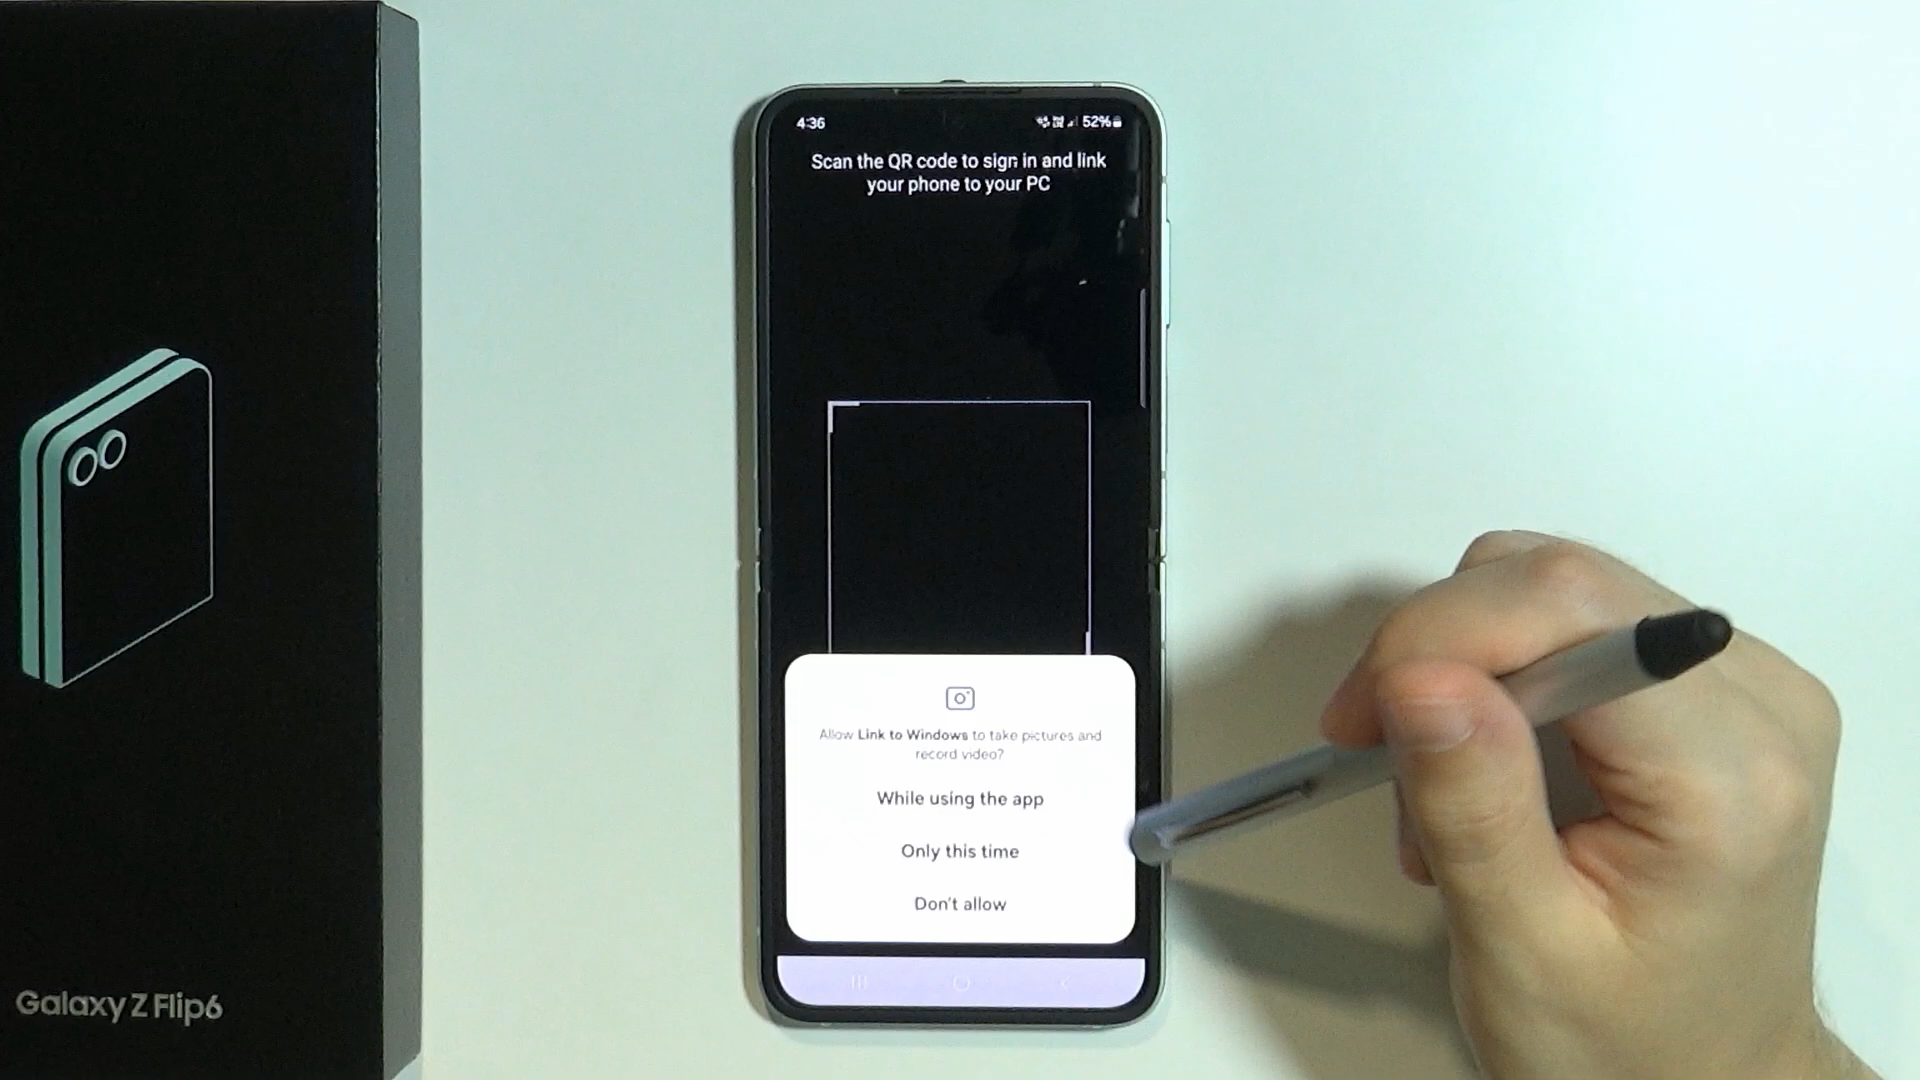 4:36
52%
Scan the QR code to sign in and link
your phone to your PC
Allow Link to Windows to take pictures and
record video?
While using the app
Only this time
Don't allow
Galaxy Z Flip6